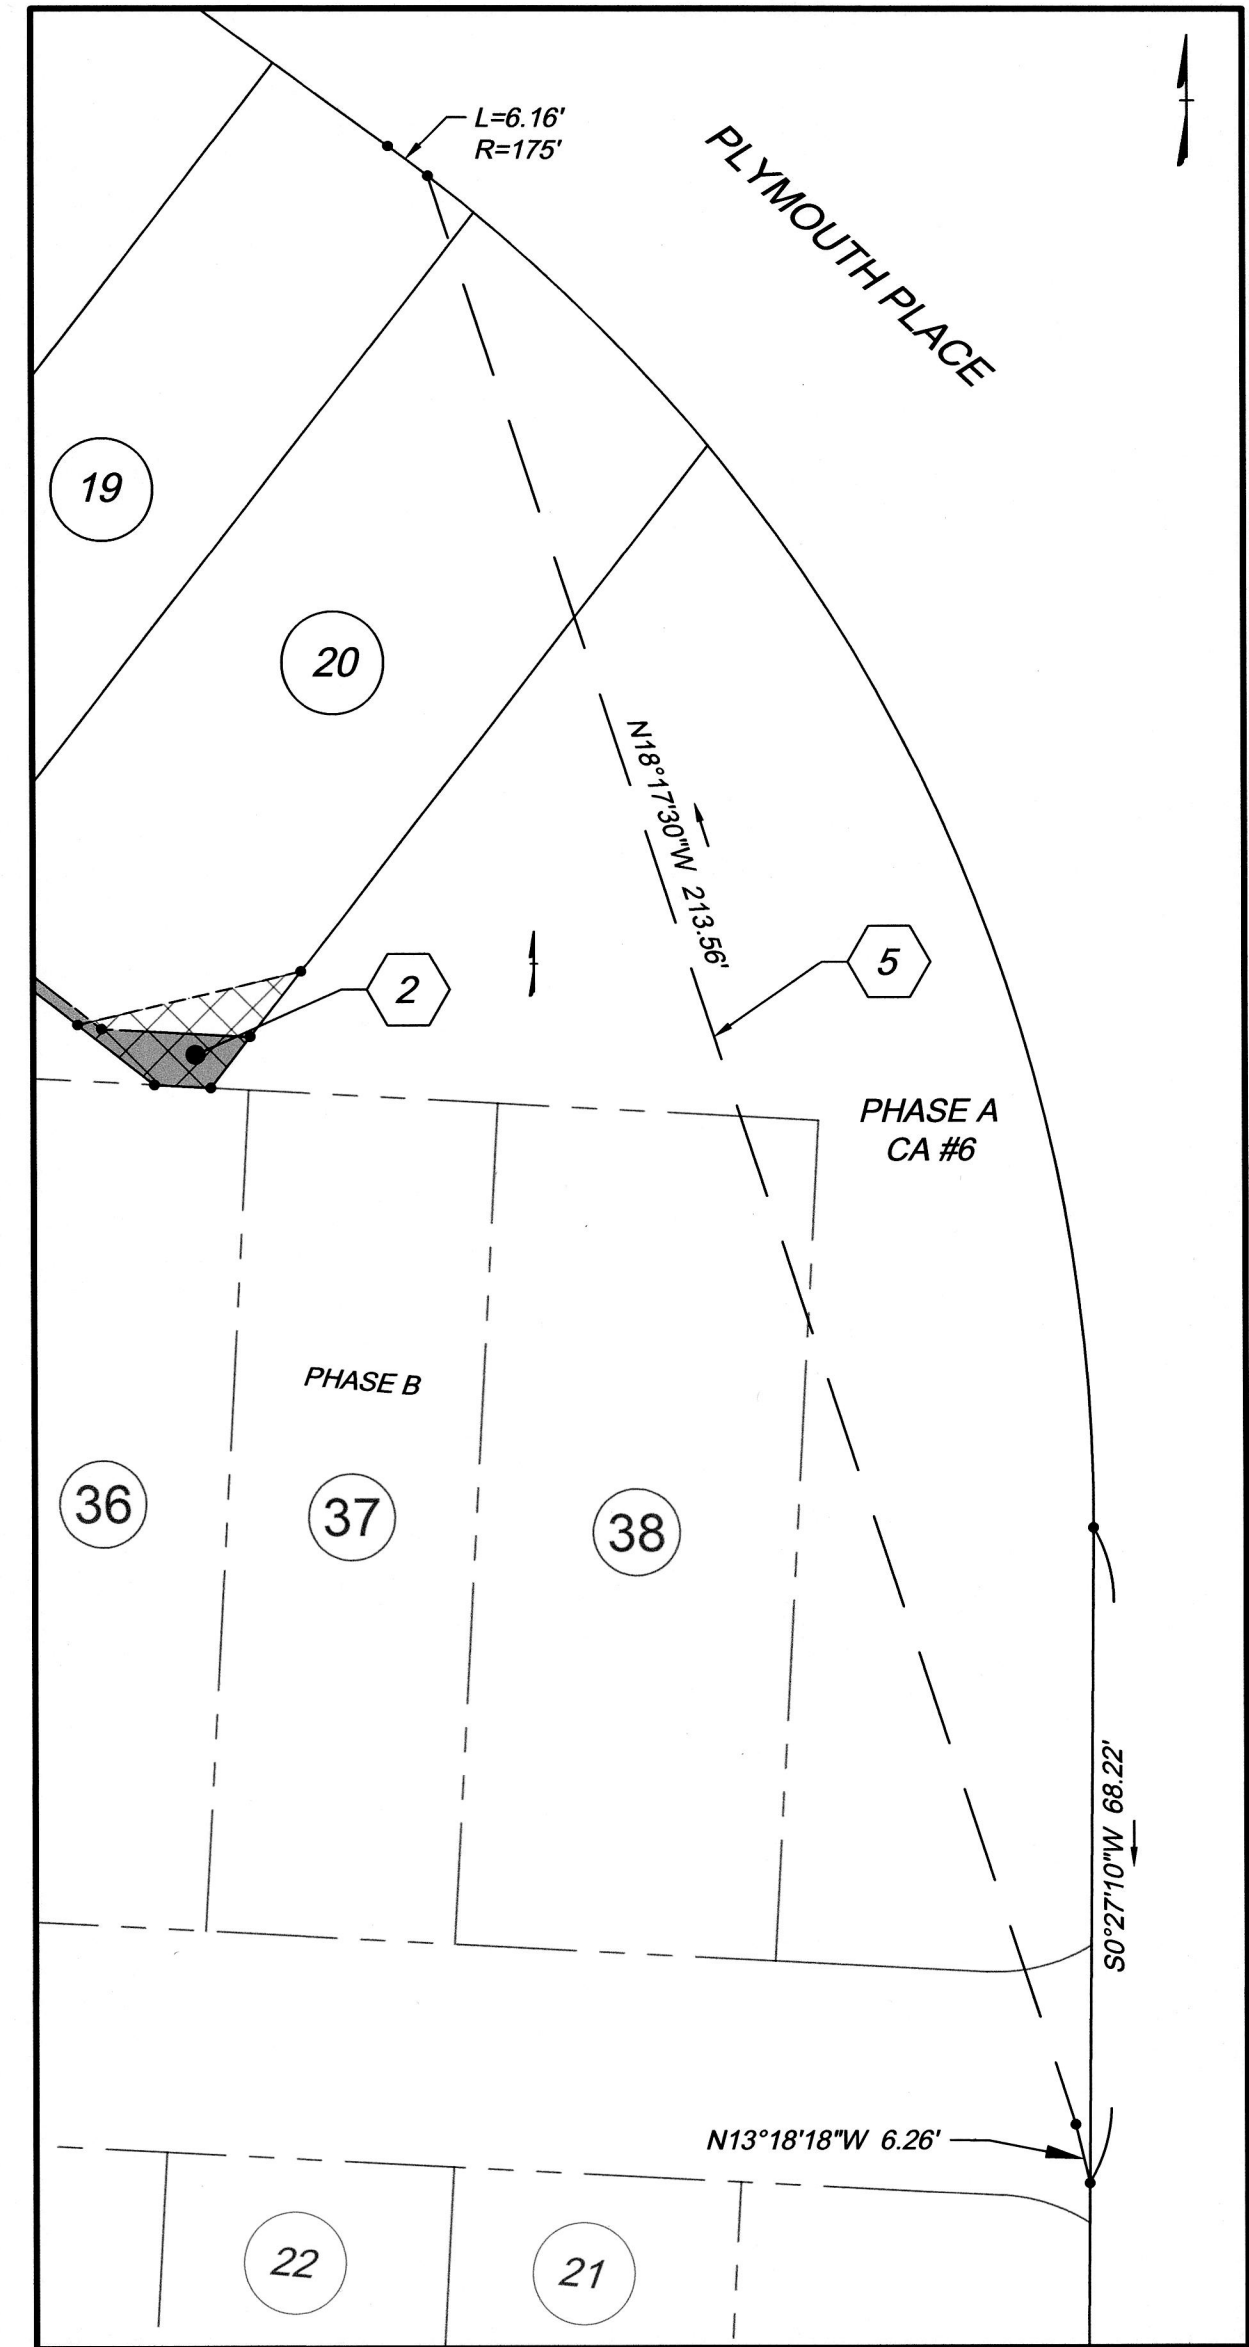 L=6.16'
R=175'
PLYMOUTH PLACE
19
20
N18°17'30"W 213.56'
2
5
PHASE A
CA #6
PHASE B
36
37
38
S0°27'10"W 68.22'
N13°18'18"W 6.26'
22
21